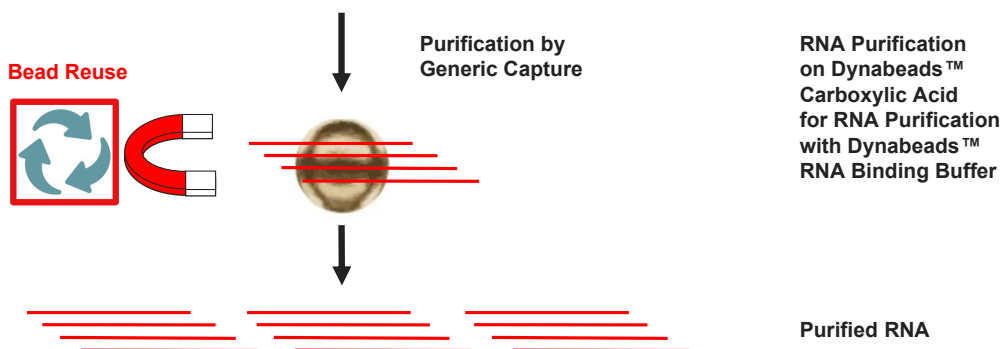 Bead Reuse
Purification by
Generic Capture
RNA Purification
on Dynabeads™
Carboxylic Acid
for RNA Purification
with Dynabeads™
RNA Binding Buffer
Purified RNA